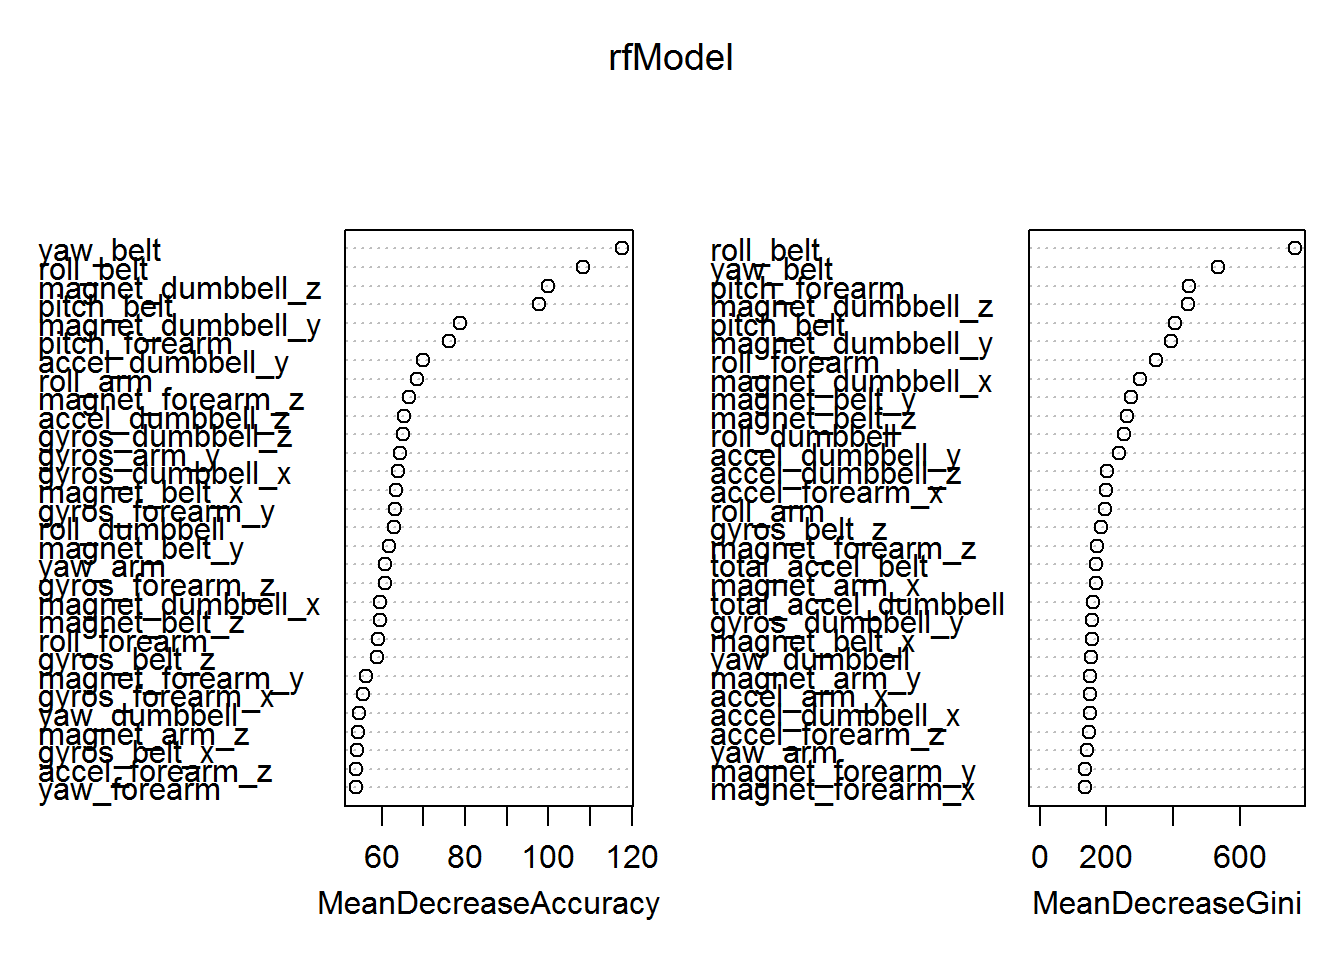 rfModel
yaw_belt
roll_belt
magnet_dumbbell_z
pitch_belt
magnet_dumbbell_y
pitch_forearm
accel_dumbbell_y
roll_arm
magnet_forearm_z
accel_dumbbell_z
gyros_dumbbell_z
gyros_arm_y
gyros_dumbbell_x
magnet_belt_x
gyros_forearm_y
roll_dumbbell
magnet_belt_y
yaw_arm
gyros_forearm_z
magnet_dumbbell_x
magnet_belt_z
roll_forearm
gyros_belt_z
magnet_forearm_y
gyros_forearm_x
yaw_dumbbell
magnet_arm_z
gyros_belt_x
accel_forearm_z
yaw_forearm
60 80 100 120
MeanDecreaseAccuracy
roll_belt
yaw_belt
pitch_forearm
magnet_dumbbell_z
pitch_belt
magnet_dumbbell_y
roll_forearm
magnet_dumbbell_x
magnet_belt_y
magnet_belt_z
roll_dumbbell
accel_dumbbell_y
accel_dumbbell_z
accel_forearm_x
roll_arm
gyros_belt_z
magnet_forearm_z
total_accel_belt
magnet_arm_x
total_accel_dumbbell
gyros_dumbbell_y
magnet_belt_x
yaw_dumbbell
magnet_arm_y
accel_arm_x
accel_dumbbell_x
accel_forearm_z
yaw_arm
magnet_forearm_y
magnet_forearm_x
0 200 600
MeanDecreaseGini